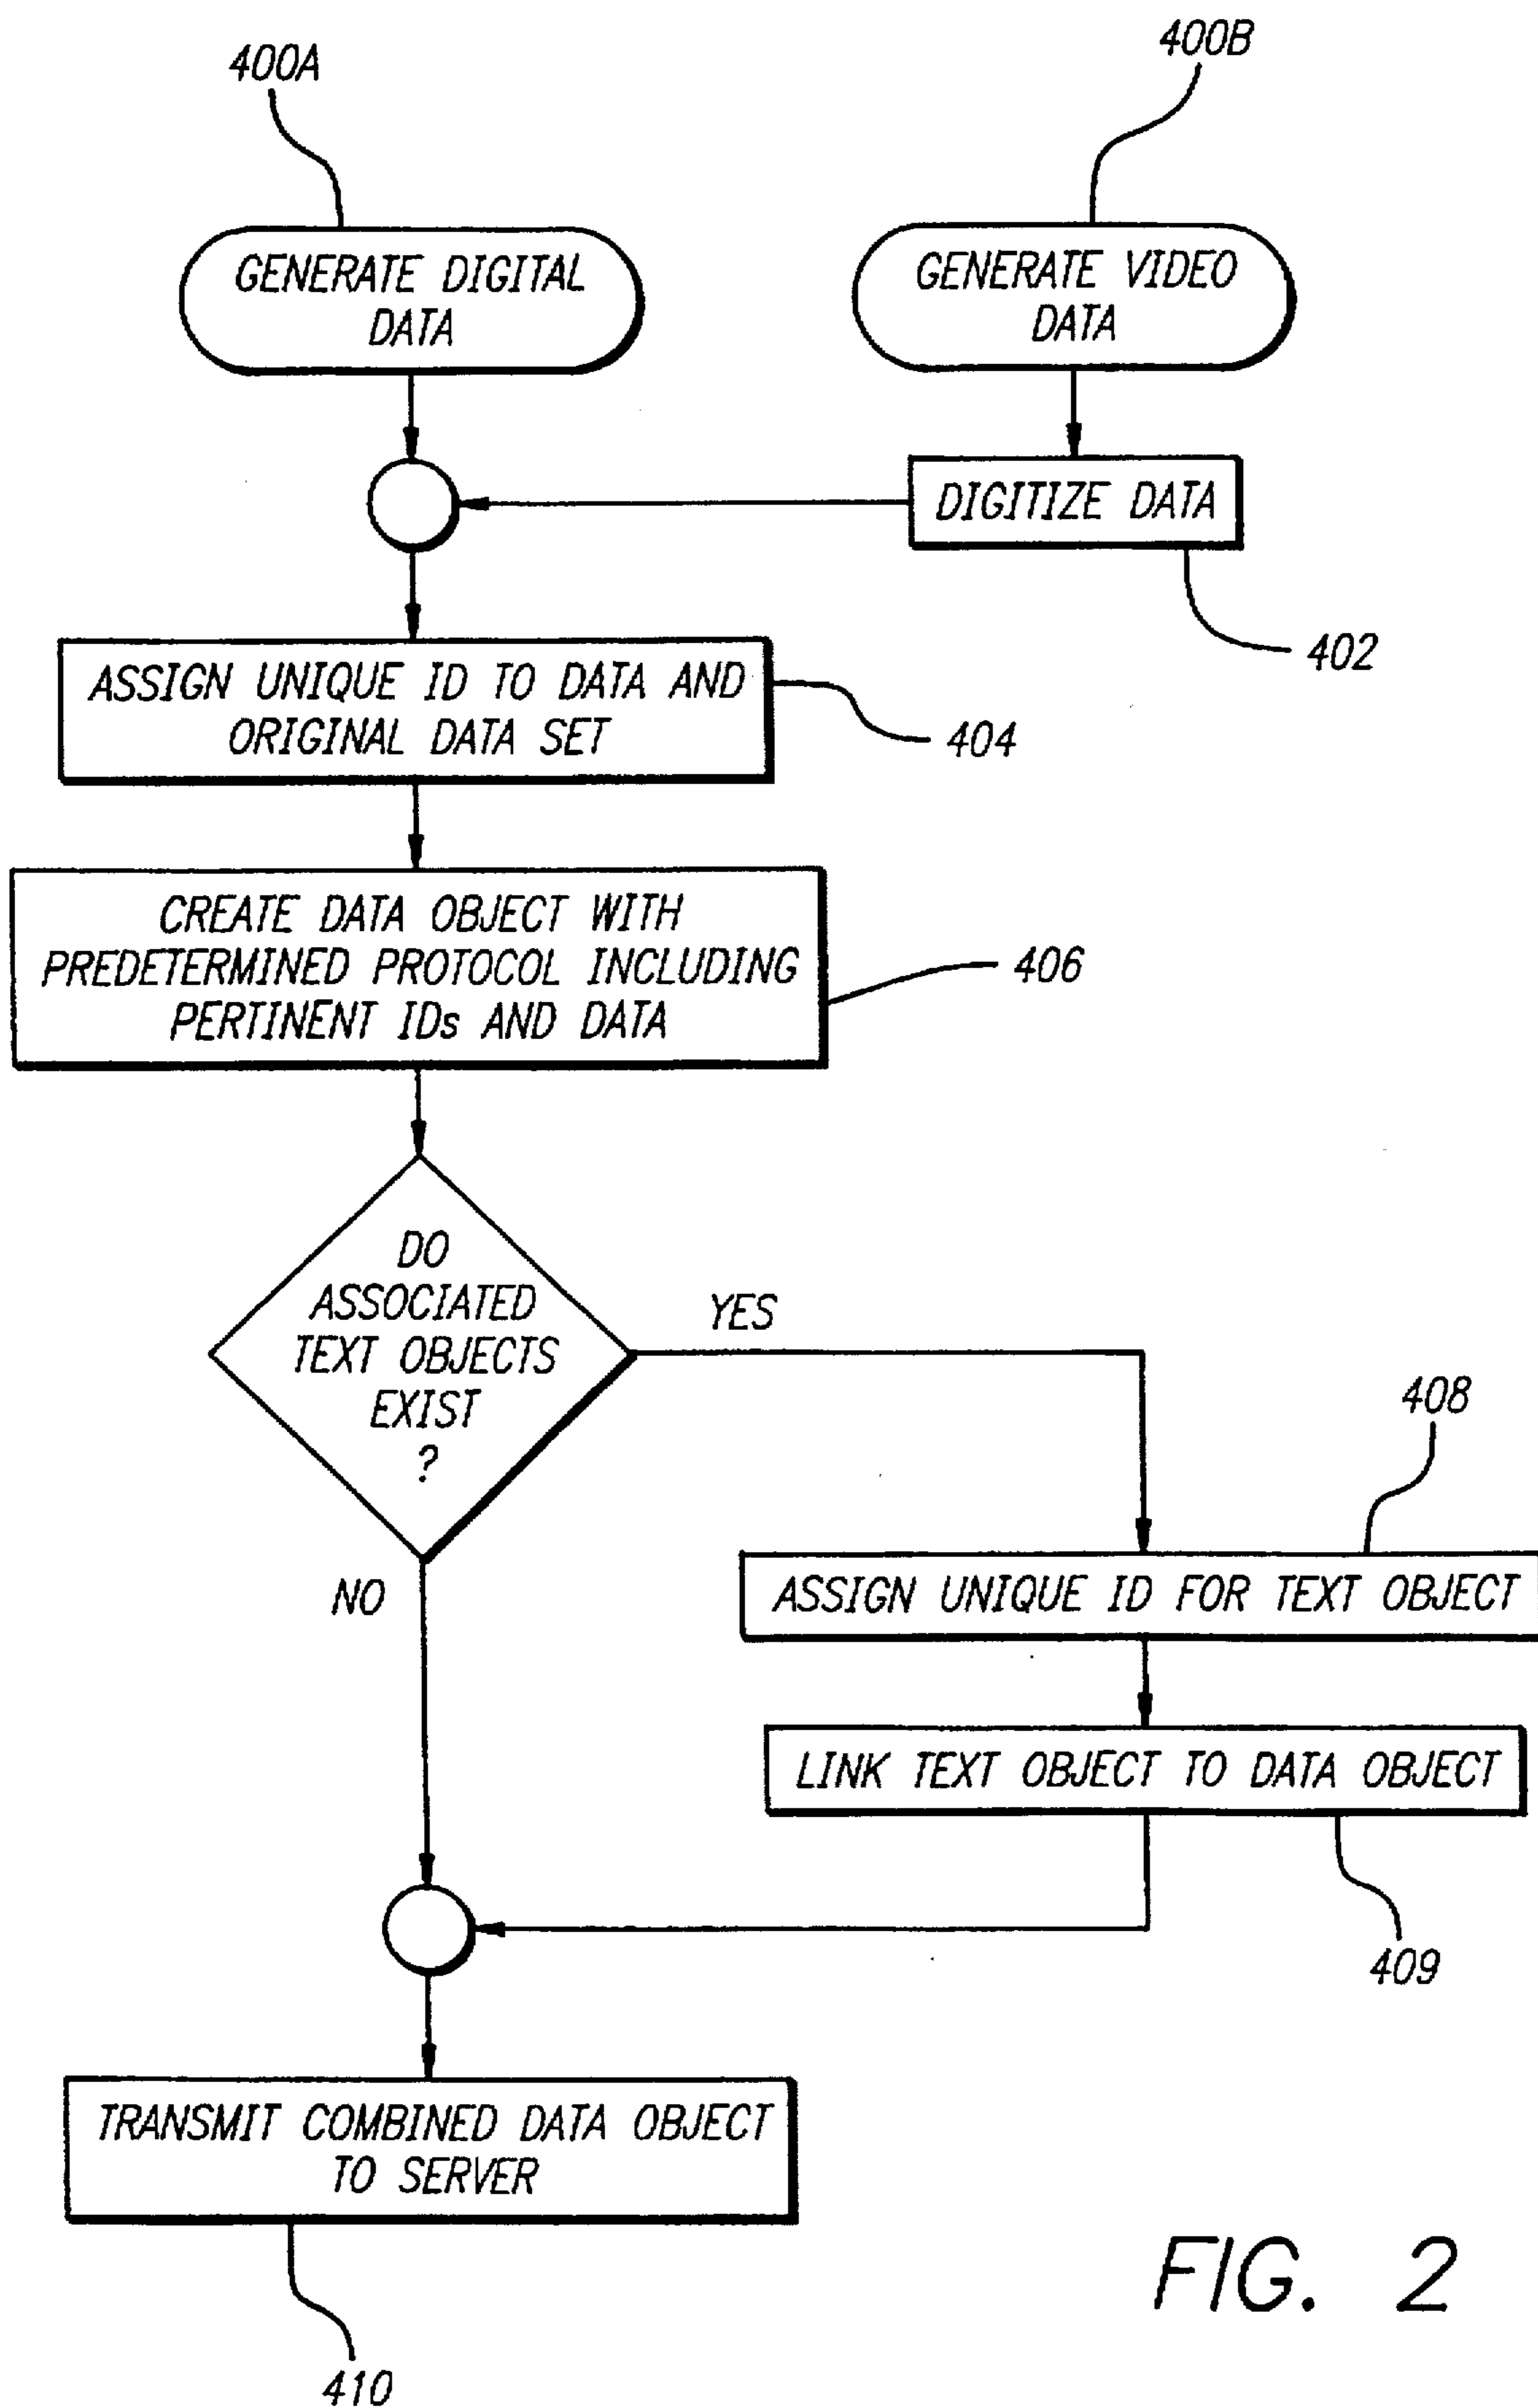 400A
400B
GENERATE DIGITAL
DATA
GENERATE VIDEO
DATA
DIGITIZE DATA
402
ASSIGN UNIQUE ID TO DATA AND
ORIGINAL DATA SET
404
CREATE DATA OBJECT WITH
PREDETERMINED PROTOCOL INCLUDING
PERTINENT IDs AND DATA
406
DO
ASSOCIATED
TEXT OBJECTS
EXIST
?
YES
NO
408
ASSIGN UNIQUE ID FOR TEXT OBJECT
LINK TEXT OBJECT TO DATA OBJECT
409
TRANSMIT COMBINED DATA OBJECT
TO SERVER
410
FIG. 2